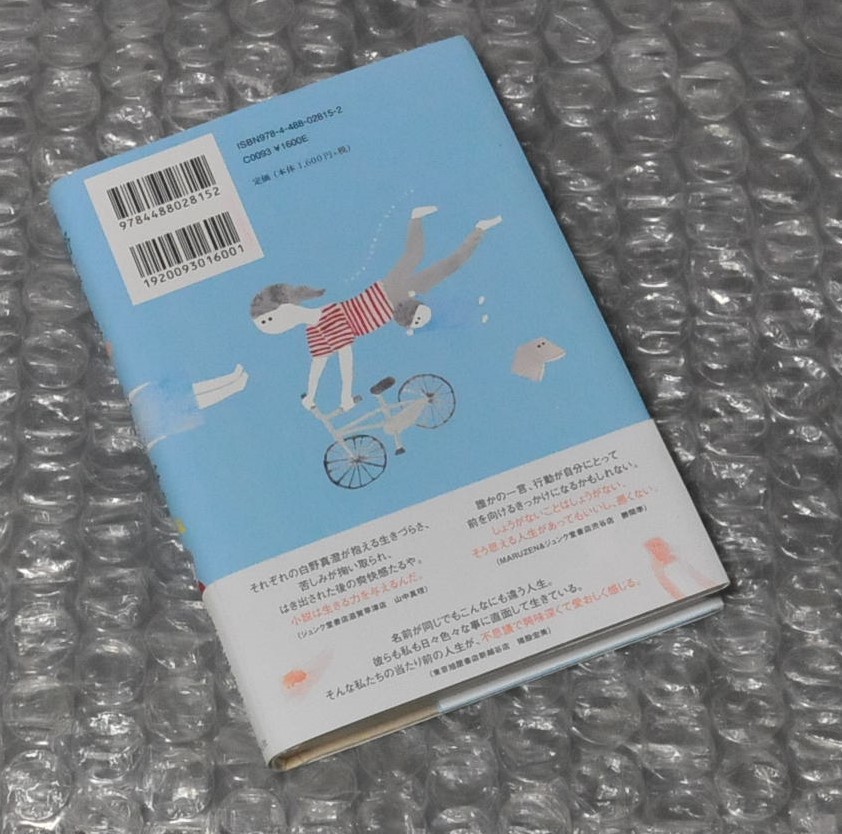 ISBN978-4-488-02815-2
C0093 ¥1600E
定価(本体1,600円+税)
9784488028152
1920093016001
誰かの一言、行動が自分にとって
前を向けるきっかけになるかもしれない。
しょうがないことはしょうがない。
そう思える人生があってもいいし、悪くない。
(MARUZEN&ジュンク堂書店渋谷店
それぞれの白野真澄が抱える生きづらさ、
苦しみが掬い取られ、
はき出された後の爽快感たるや。
小説は生きる力を与えるんだ。
(ジュンク堂書店滋賀草津店 山中真理)
名前が同じでもこんなにも違う人生。
彼らも私も日々色々な事に直面して生きている。
そんな私たちの当たり前の人生が、不思議で興味深くて愛おしく感じる。
(東京旭屋書店新越谷店 猪股宏美)